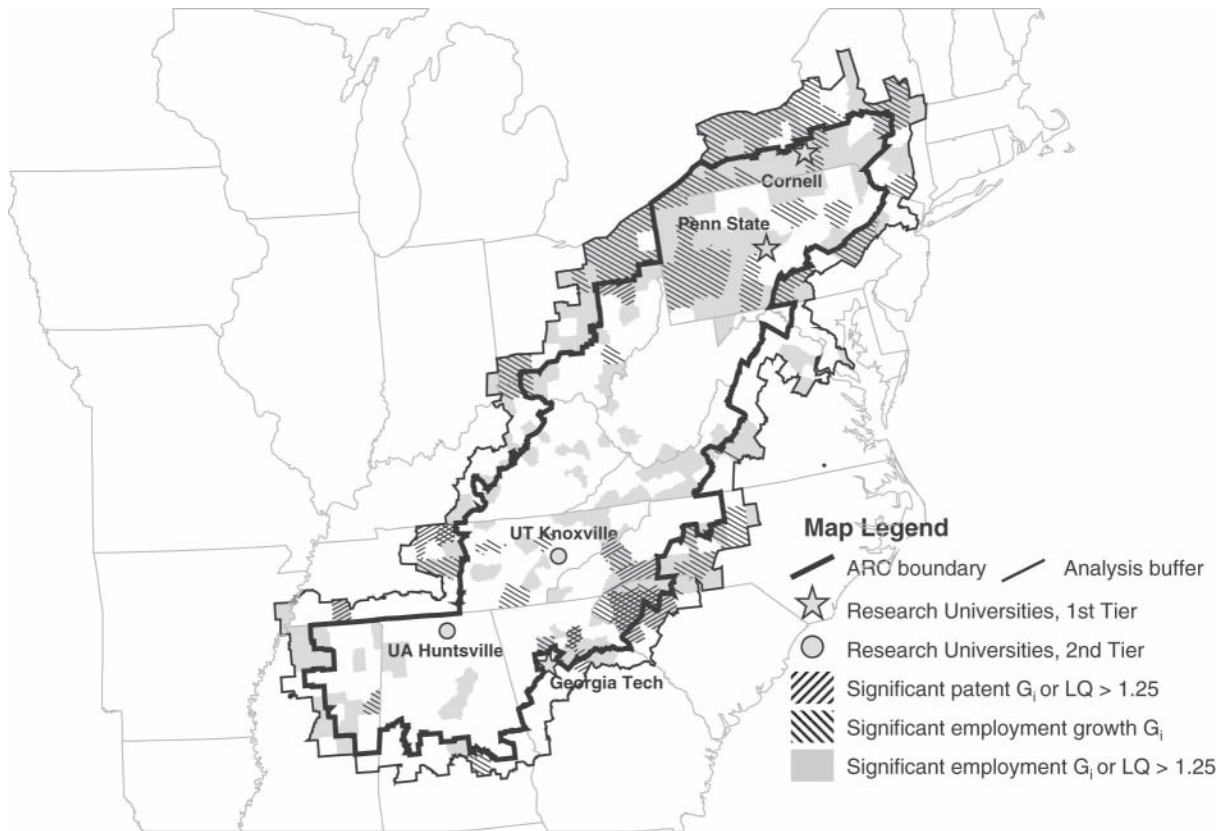 Cornell
Penn State
UT Knoxville
UA Huntsville
Georgia Tech
Map Legend
ARC boundary
Analysis buffer
Research Universities, 1st Tier
Research Universities, 2nd Tier
Significant patent Gi or LQ > 1.25
Significant employment growth Gi
Significant employment Gi or LQ > 1.25